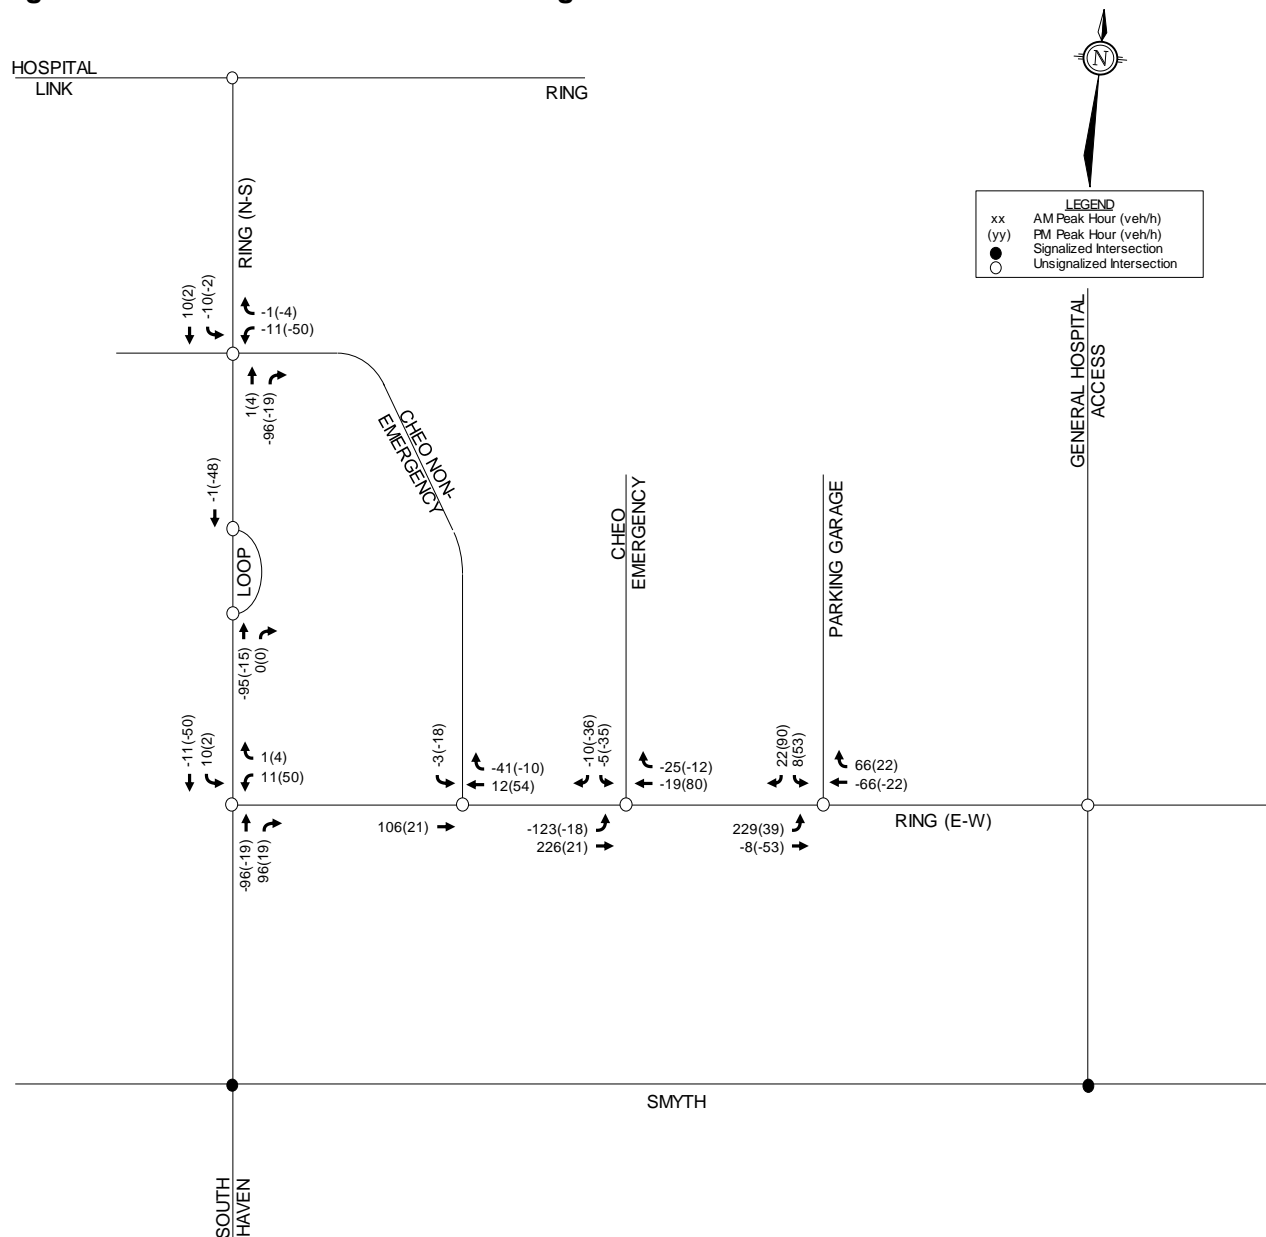 HOSPITAL
LINK
RING
N
RING (N-S)
LEGEND
xx AM Peak Hour (veh/h)
(yy) PM Peak Hour (veh/h)
Signalized Intersection
Unsignalized Intersection
10(2)
-10(-2)
-1(-4)
-11(-50)
1(4)
-96(-19)
CHEO NON-
EMERGENCY
GENERAL HOSPITAL
ACCESS
-1(-48)
LOOP
CHEO
EMERGENCY
PARKING GARAGE
-95(-15)
0(0)
-11(-50)
10(2)
1(4)
11(50)
-3(-18)
-41(-10)
12(54)
-10(-36)
-5(-35)
-25(-12)
-19(80)
22(90)
8(53)
66(22)
-66(-22)
106(21)
-123(-18)
226(21)
229(39)
-8(-53)
RING (E-W)
-96(-19)
96(19)
SMYTH
SOUTH
HAVEN